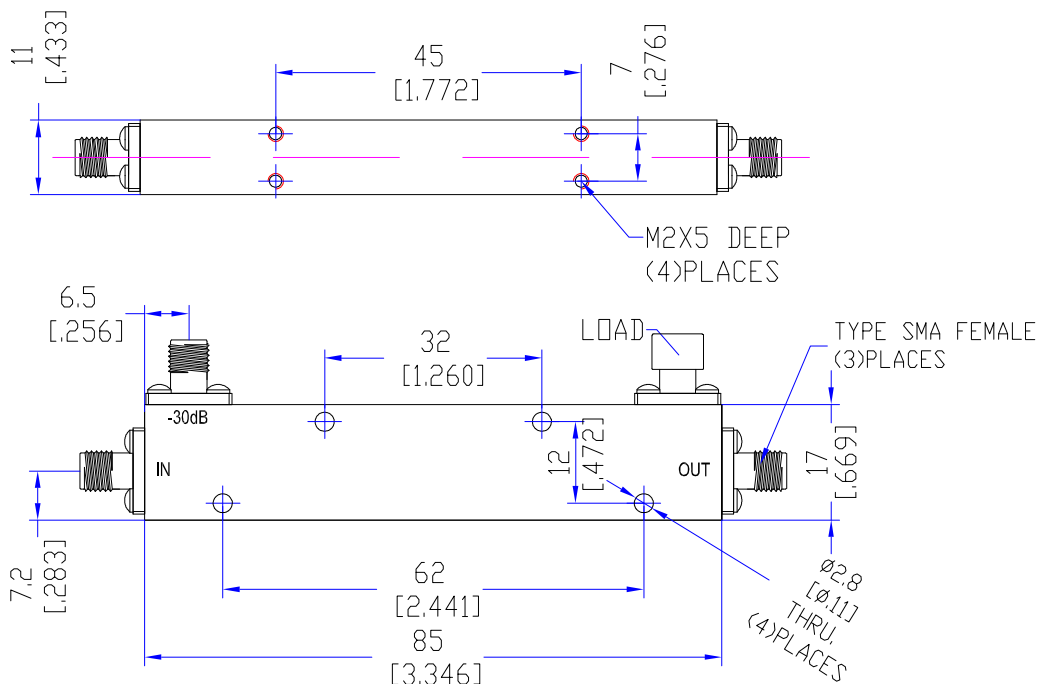 11
[.433]
45
[1.772]
7
[.276]
M2X5 DEEP
(4)PLACES
6.5
[.256]
32
[1.260]
LOAD
TYPE SMA FEMALE
(3)PLACES
-30dB
IN
OUT
12
[.472]
17
[.669]
7.2
[.283]
62
[2.441]
85
[3.346]
ø2.8
[ø.11]
THRU,
(4)PLACES